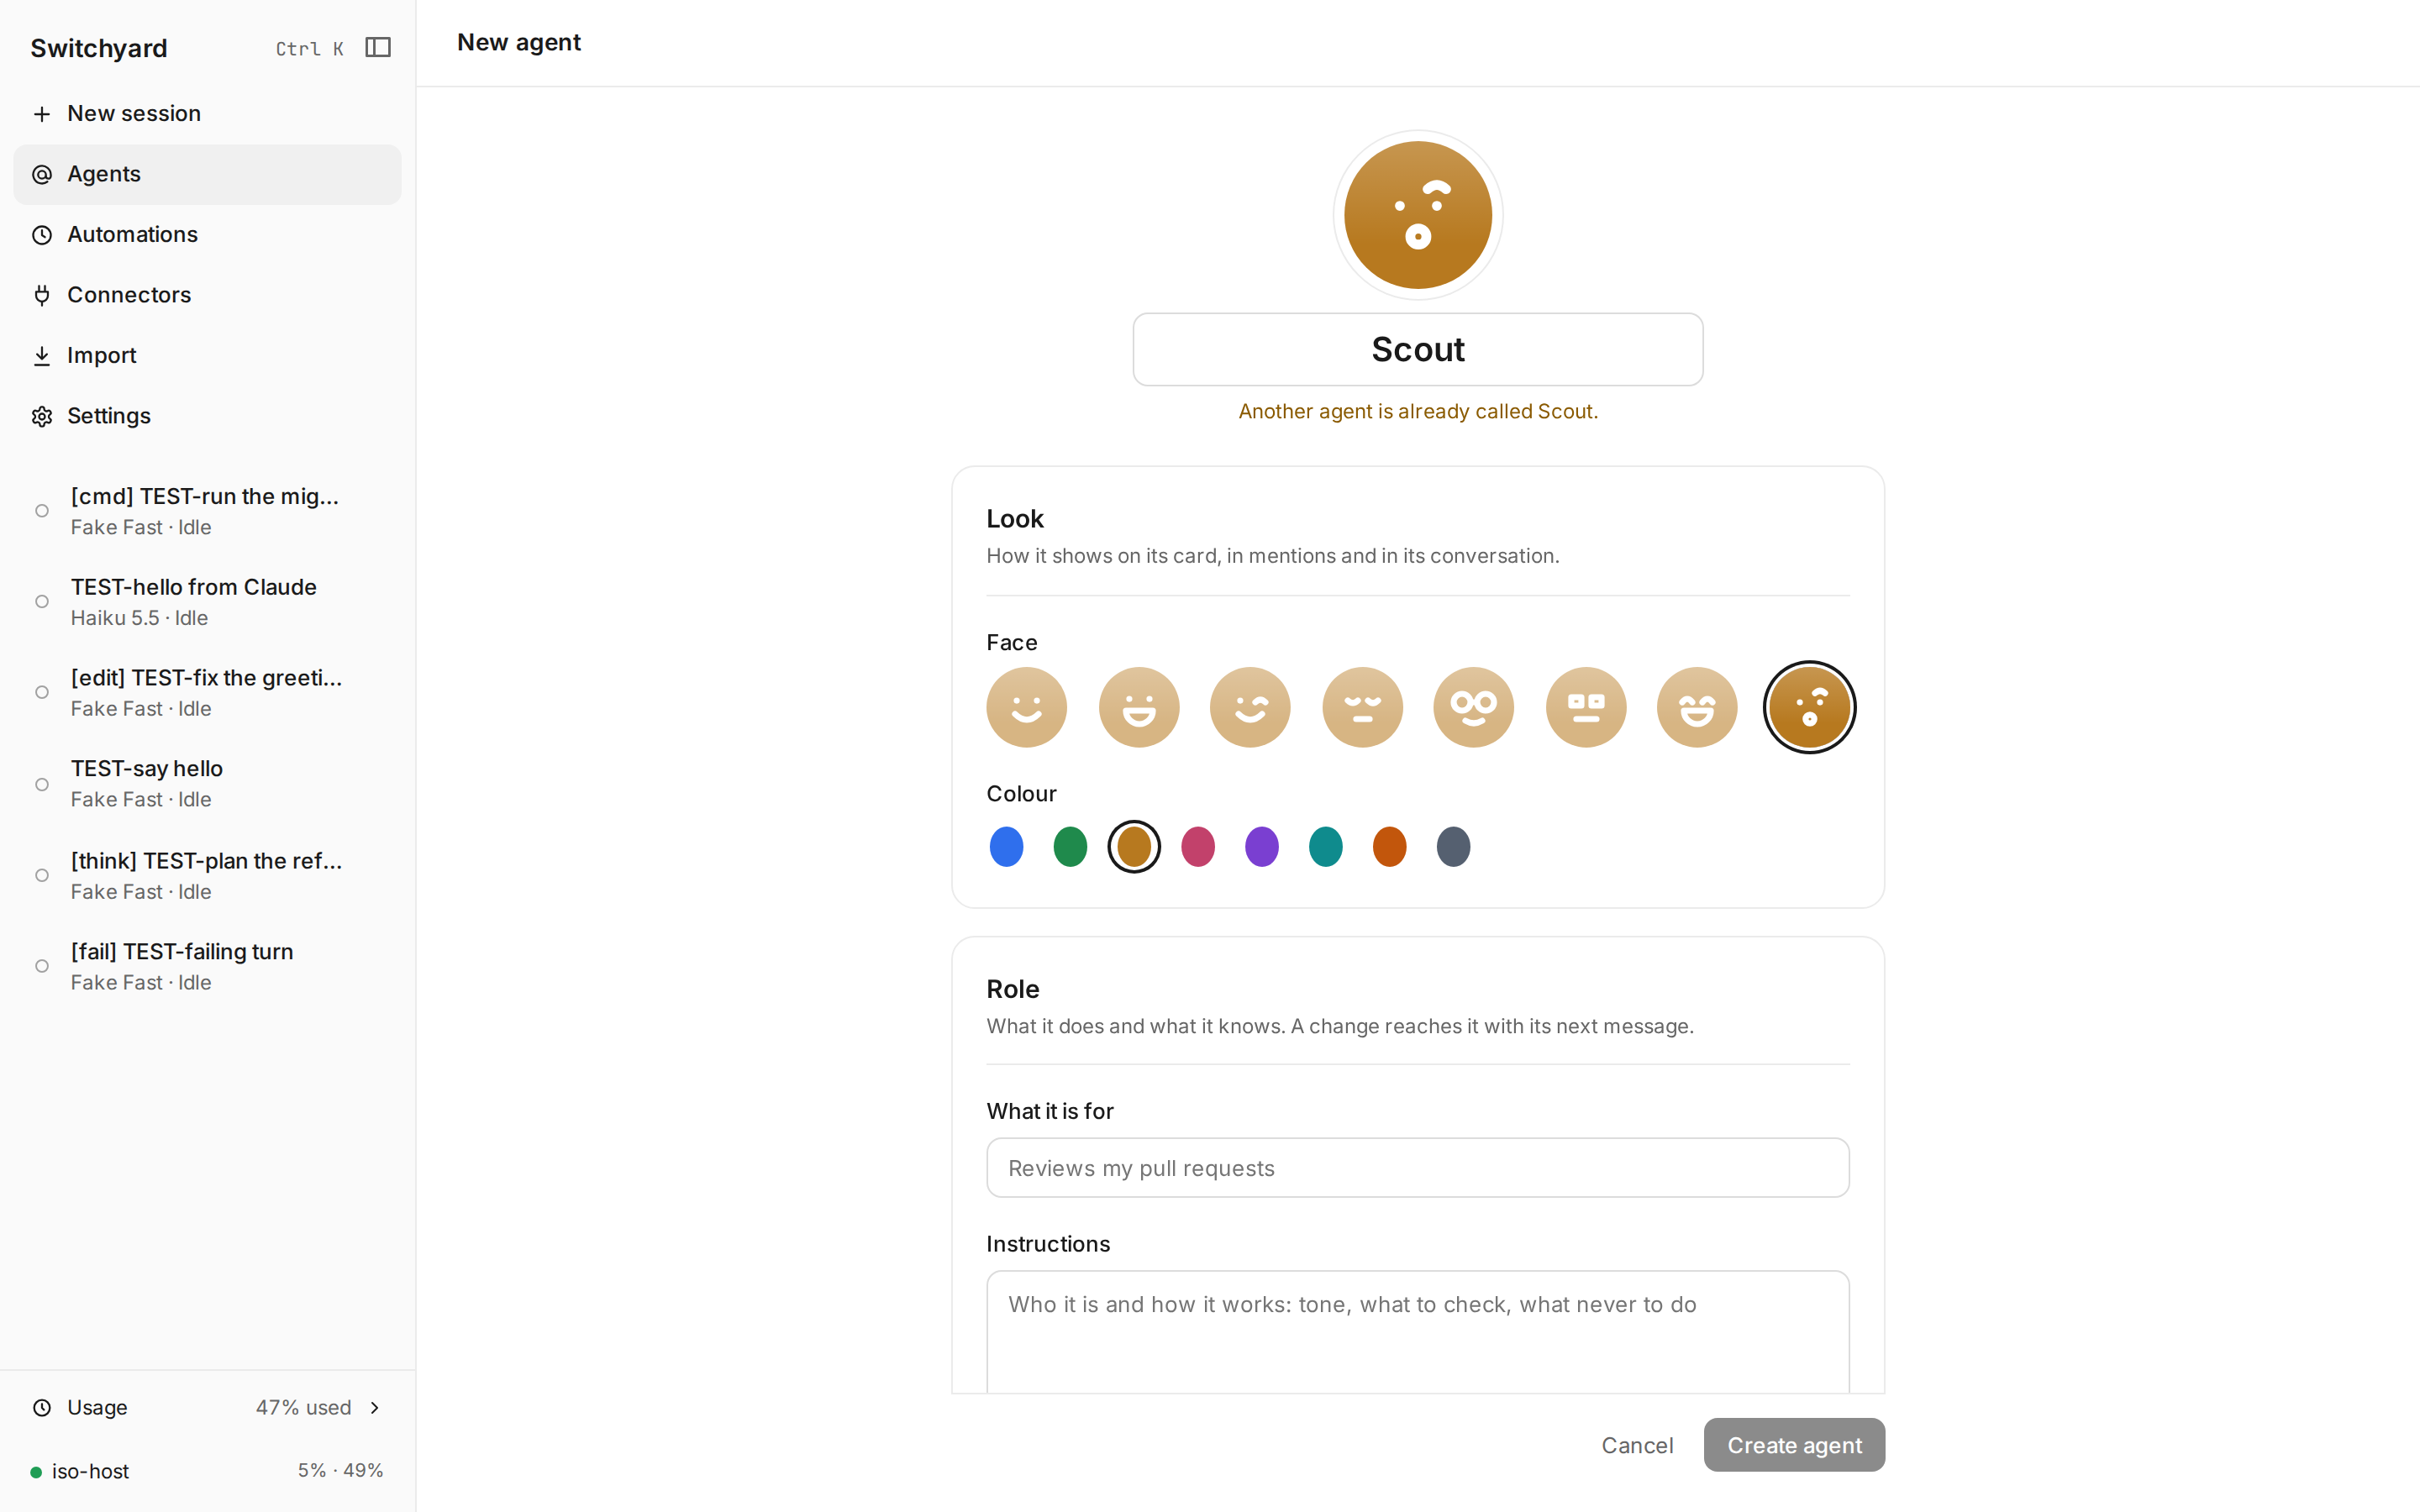 Switchyard
Ctrl K
New session
Agents
Automations
Connectors
Import
Settings
[cmd] TEST-run the mig...
Fake Fast · Idle
TEST-hello from Claude
Haiku 5.5 · Idle
[edit] TEST-fix the greeti...
Fake Fast · Idle
TEST-say hello
Fake Fast · Idle
[think] TEST-plan the ref...
Fake Fast · Idle
[fail] TEST-failing turn
Fake Fast · Idle
Usage
47% used
iso-host
5% · 49%
New agent
Scout
Another agent is already called Scout.
Look
How it shows on its card, in mentions and in its conversation.
Face
Colour
Role
What it does and what it knows. A change reaches it with its next message.
What it is for
Reviews my pull requests
Instructions
Who it is and how it works: tone, what to check, what never to do
Cancel
Create agent